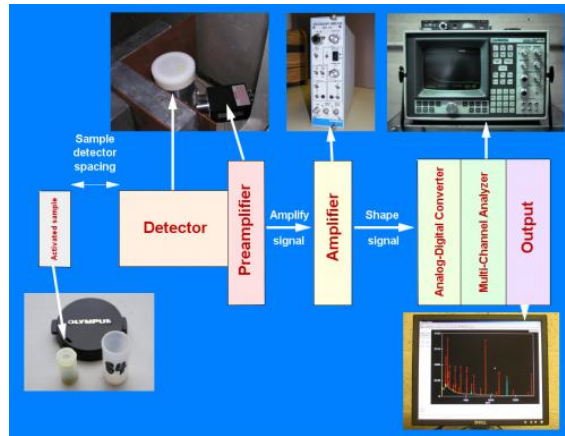 Sample
detector
spacing
Activated sample
Detector
Preamplifier
Amplify
signal
Amplifier
Shape
signal
Analog-Digital Converter
Multi-Channel Analyzer
Output
OLYMPUS